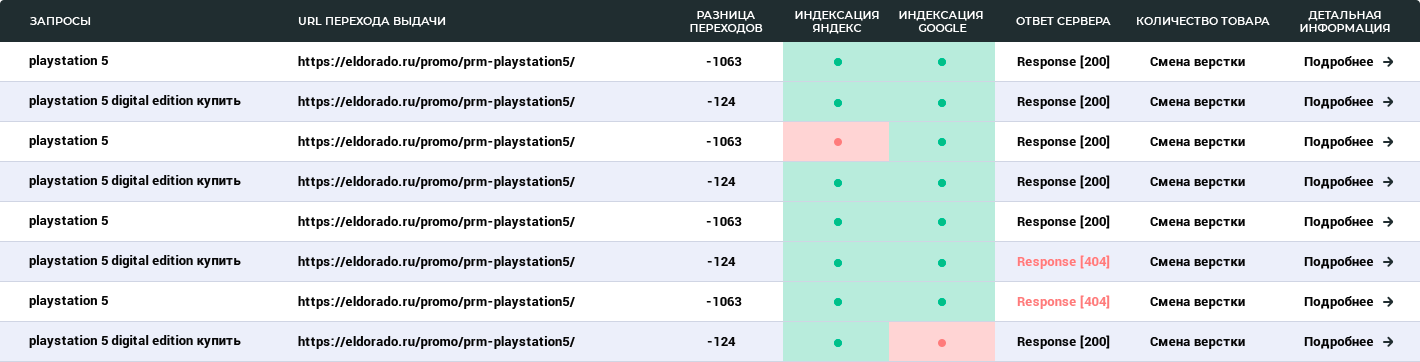 ЗАПРОСЫ URL ПЕРЕХОДА ВЫДАЧИ РАЗНИЦА ПЕРЕХОДОВ ИНДЕКСАЦИЯ ЯНДЕКС ИНДЕКСАЦИЯ GOOGLE ОТВЕТ СЕРВЕРА КОЛИЧЕСТВО ТОВАРА ДЕТАЛЬНАЯ ИНФОРМАЦИЯ
playstation 5 https://eldorado.ru/promo/prm-playstation5/ -1063 Response [200] Смена верстки Подробнее →
playstation 5 digital edition купить https://eldorado.ru/promo/prm-playstation5/ -124 Response [200] Смена верстки Подробнее →
playstation 5 https://eldorado.ru/promo/prm-playstation5/ -1063 Response [200] Смена верстки Подробнее →
playstation 5 digital edition купить https://eldorado.ru/promo/prm-playstation5/ -124 Response [200] Смена верстки Подробнее →
playstation 5 https://eldorado.ru/promo/prm-playstation5/ -1063 Response [200] Смена верстки Подробнее →
playstation 5 digital edition купить https://eldorado.ru/promo/prm-playstation5/ -124 Response [404] Смена верстки Подробнее →
playstation 5 https://eldorado.ru/promo/prm-playstation5/ -1063 Response [404] Смена верстки Подробнее →
playstation 5 digital edition купить https://eldorado.ru/promo/prm-playstation5/ -124 Response [200] Смена верстки Подробнее →